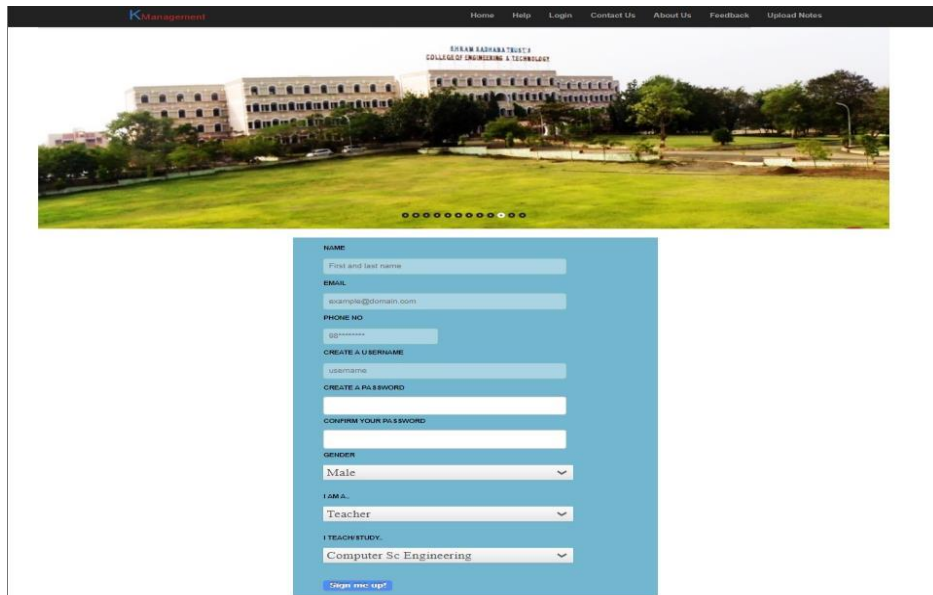 KManagement
Home Help Login Contact Us About Us Feedback Upload Notes
SHRAM SADHANA TRUST'S
COLLEGE OF ENGINEERING & TECHNOLOGY
NAME
First and last name
EMAIL
example@domain.com
PHONE NO
98********
CREATE A USERNAME
username
CREATE A PASSWORD
CONFIRM YOUR PASSWORD
GENDER
Male
I AM A..
Teacher
I TEACH/STUDY..
Computer Sc Engineering
Sign me up!